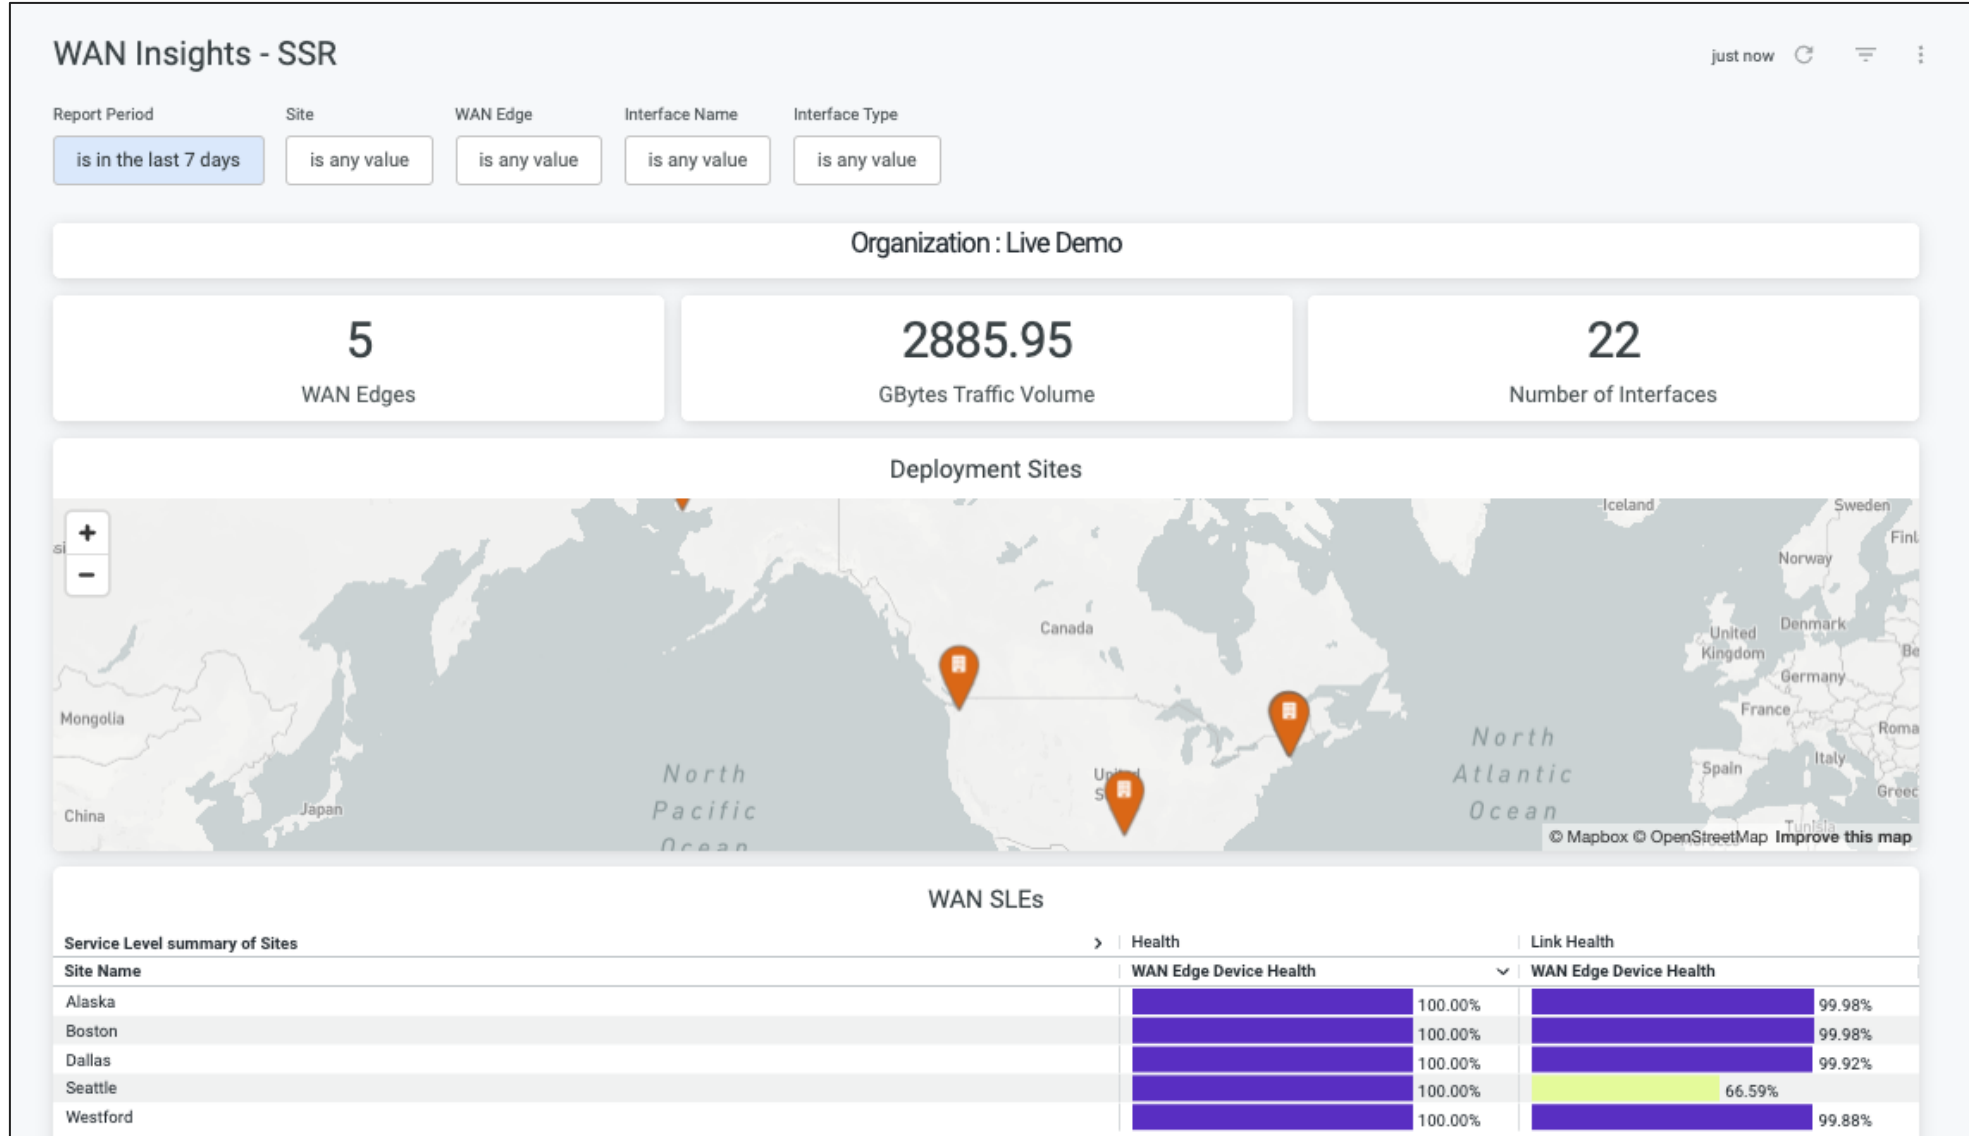 WAN Insights - SSR
just now
Report Period Site WAN Edge Interface Name Interface Type
is in the last 7 days is any value is any value is any value is any value
Organization : Live Demo
5
WAN Edges
2885.95
GBytes Traffic Volume
22
Number of Interfaces
Deployment Sites
+
−
Iceland
Sweden
Norway
Canada
United
Kingdom
Denmark
Germany
France
Mongolia
North
Atlantic
Ocean
North
Pacific
Ocean
Spain
Italy
China
Japan
Tunisia
© Mapbox © OpenStreetMap Improve this map
WAN SLEs
Service Level summary of Sites Health Link Health
Site Name WAN Edge Device Health WAN Edge Device Health
Alaska 100.00% 99.98%
Boston 100.00% 99.98%
Dallas 100.00% 99.92%
Seattle 100.00% 66.59%
Westford 100.00% 99.88%